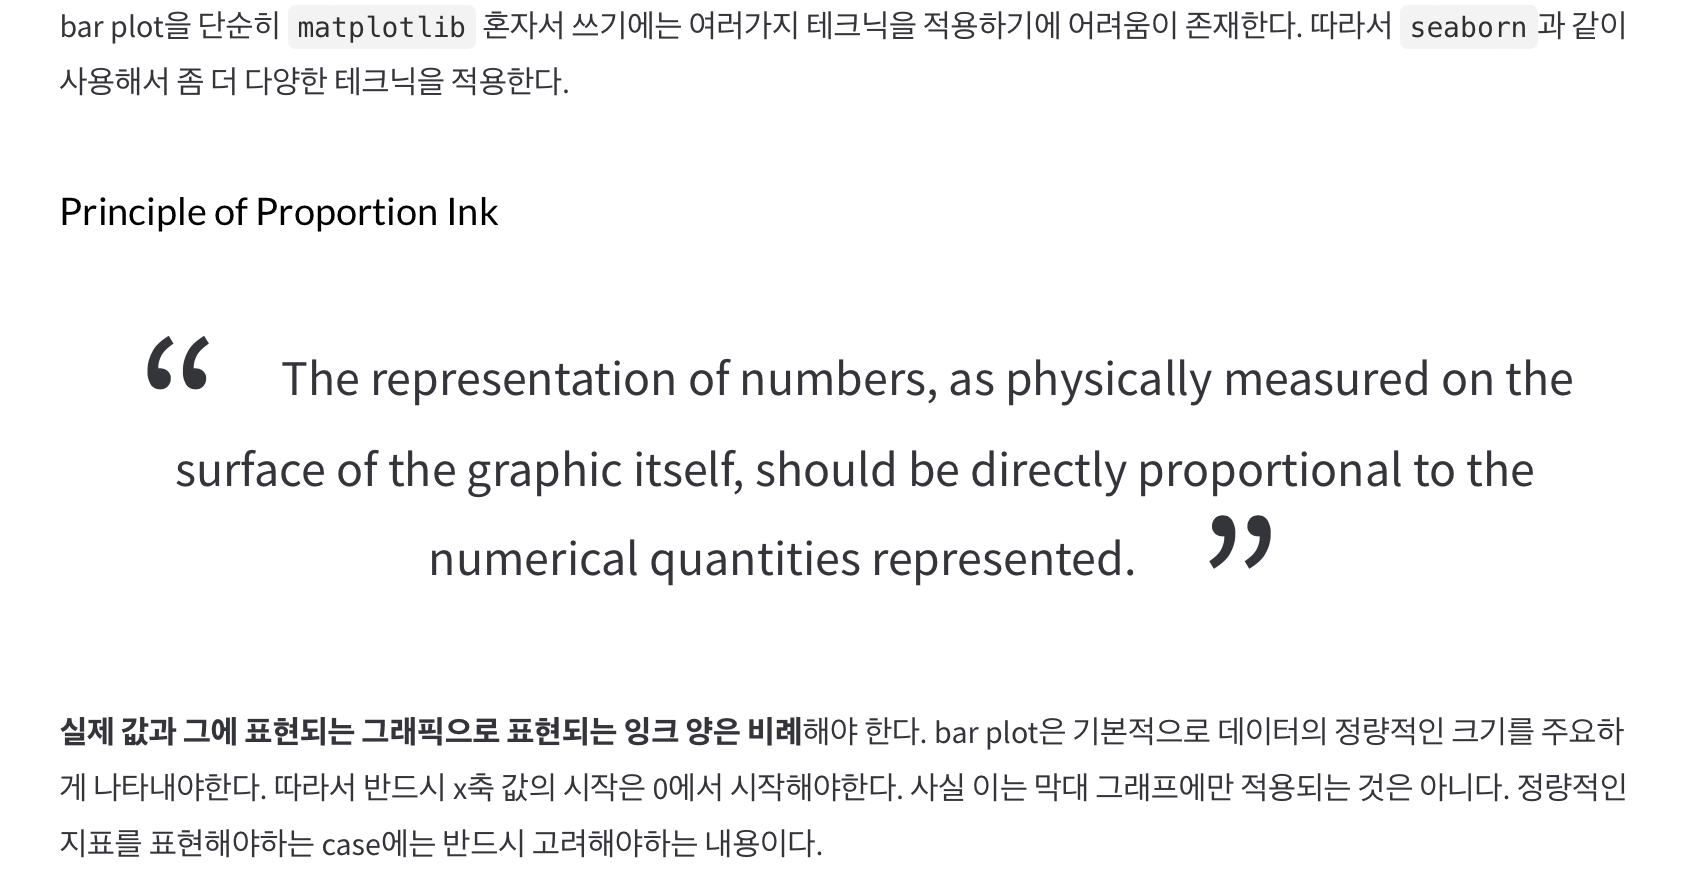 bar plot을 단순히 matplotlib 혼자서 쓰기에는 여러가지 테크닉을 적용하기에 어려움이 존재한다. 따라서 seaborn과 같이
사용해서 좀 더 다양한 테크닉을 적용한다.
Principle of Proportion Ink
“ The representation of numbers, as physically measured on the
surface of the graphic itself, should be directly proportional to the
numerical quantities represented. ”
실제 값과 그에 표현되는 그래픽으로 표현되는 잉크 양은 비례해야 한다. bar plot은 기본적으로 데이터의 정량적인 크기를 주요하
게 나타내야한다. 따라서 반드시 x축 값의 시작은 0에서 시작해야한다. 사실 이는 막대 그래프에만 적용되는 것은 아니다. 정량적인
지표를 표현해야하는 case에는 반드시 고려해야하는 내용이다.